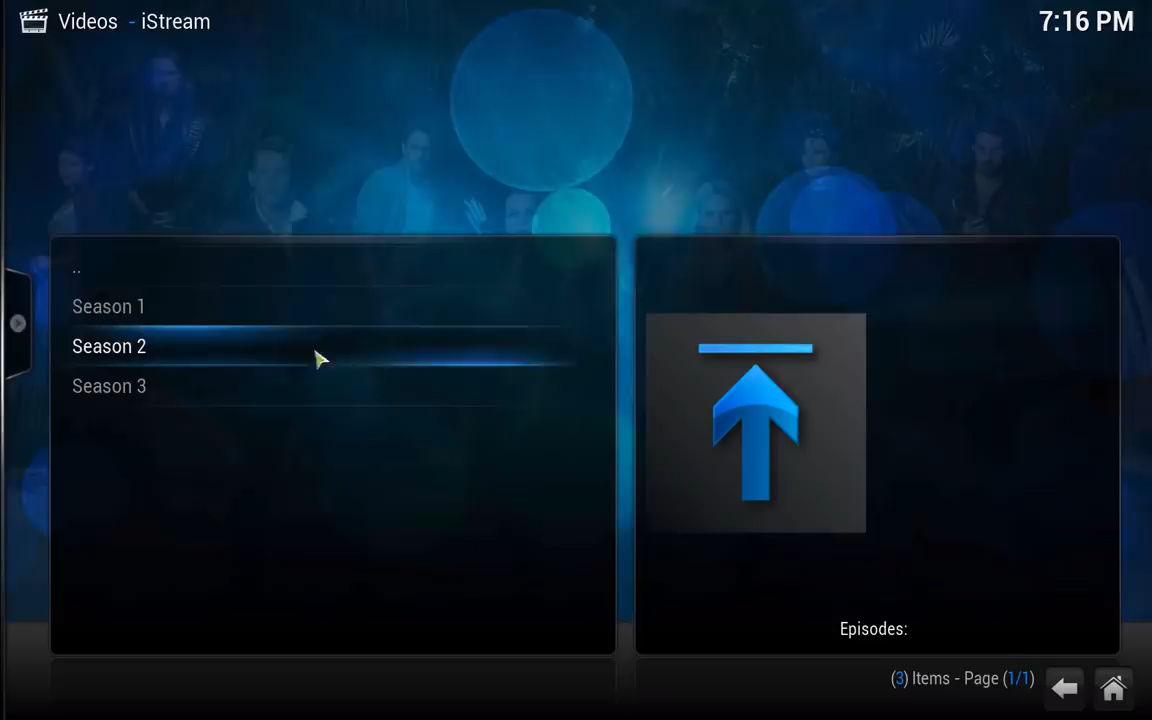 Videos - iStream
7:16 PM
..
Season 1
Season 2
Season 3
Episodes:
(3) Items - Page (1/1)